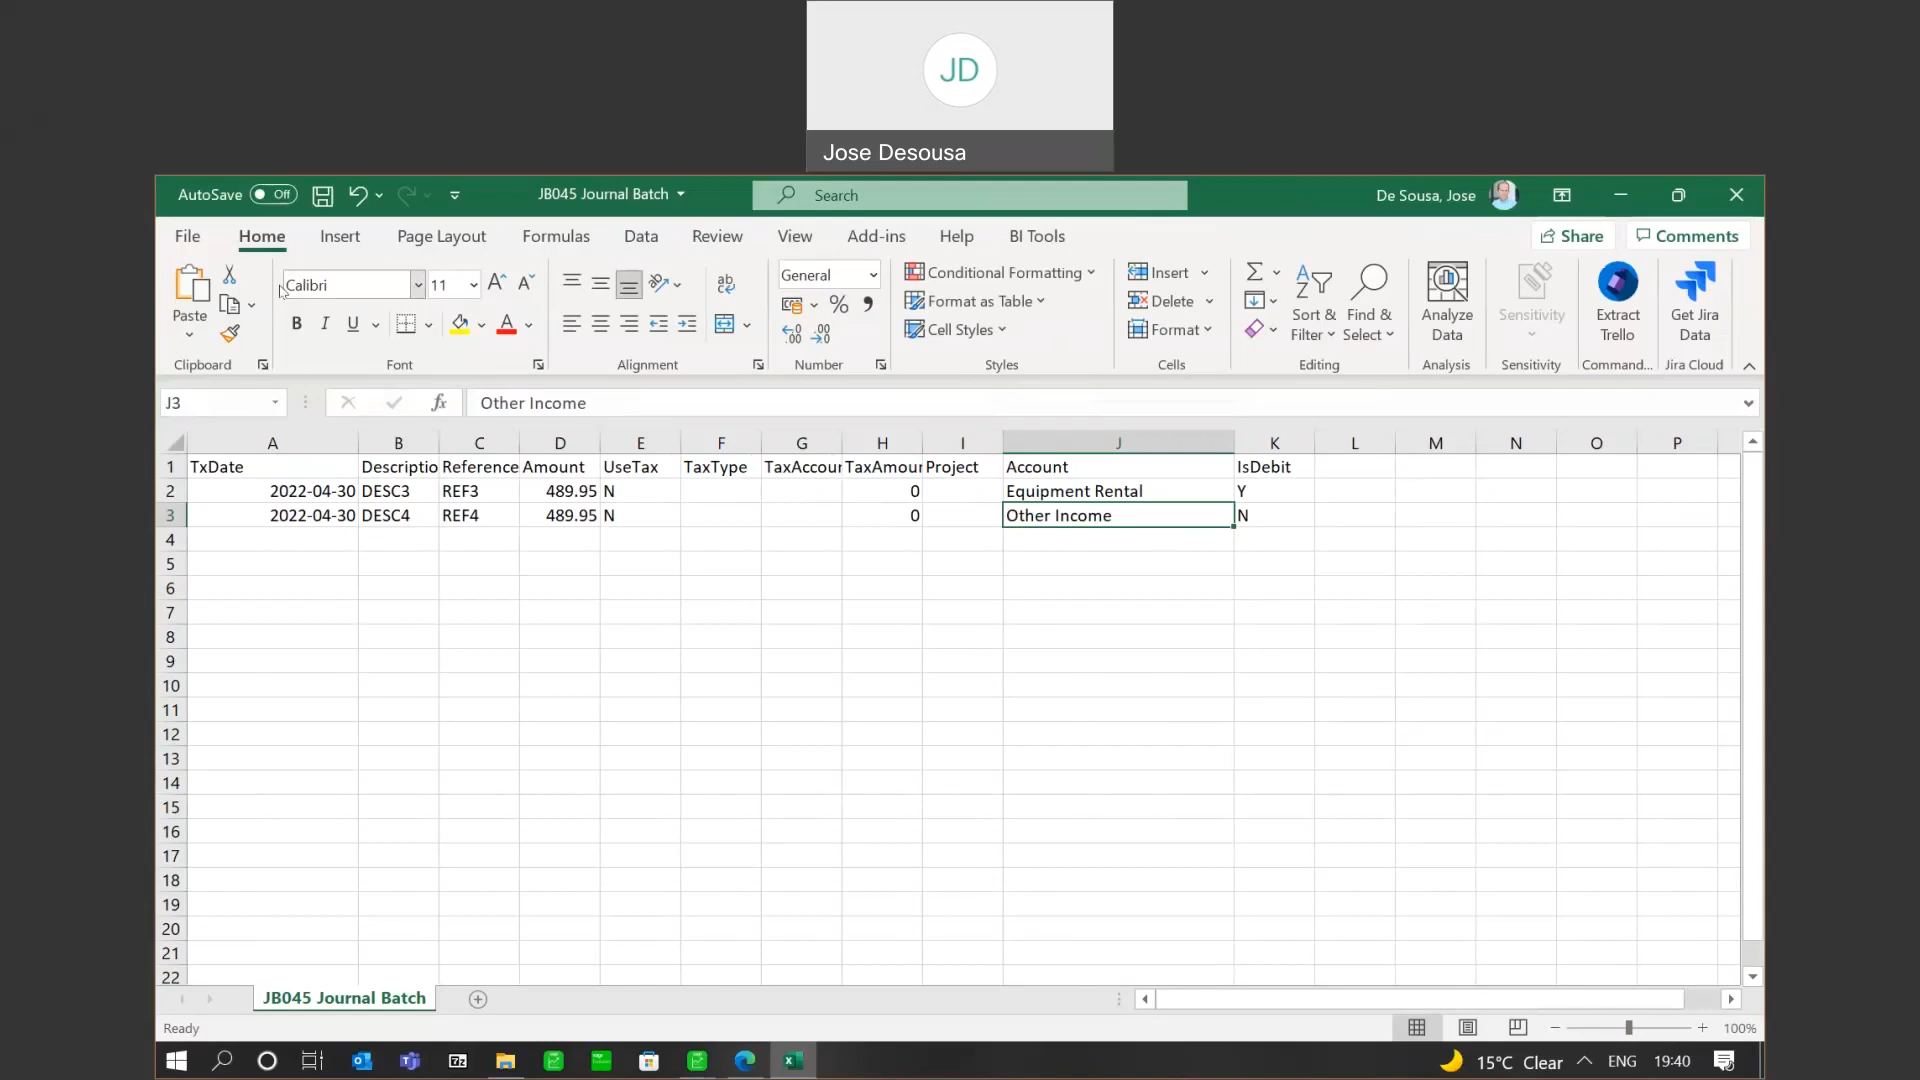 JD
Jose Desousa
AutoSave Off JB045 Journal Batch Search De Sousa, Jose
File Home Insert Page Layout Formulas Data Review View Add-ins Help BI Tools Share Comments
Paste
Clipboard
Calibri 11
B I U A
Font
ab
Alignment
General
% ,
.00
Number
Conditional Formatting
Format as Table
Cell Styles
Styles
Insert
Delete
Format
Cells
Sort & Filter
Find & Select
Editing
Analyze Data
Analysis
Sensitivity
Sensitivity
Extract Trello
Command...
Get Jira Data
Jira Cloud
J3 fx Other Income
A B C D E F G H I J K L M N O P
1 TxDate Descriptio Reference Amount UseTax TaxType TaxAccour TaxAmour Project Account IsDebit
2 2022-04-30 DESC3 REF3 489.95 N 0 Equipment Rental Y
3 2022-04-30 DESC4 REF4 489.95 N 0 Other Income N
4
5
6
7
8
9
10
11
12
13
14
15
16
17
18
19
20
21
22
JB045 Journal Batch
Ready 100%
7z 15°C Clear ENG 19:40